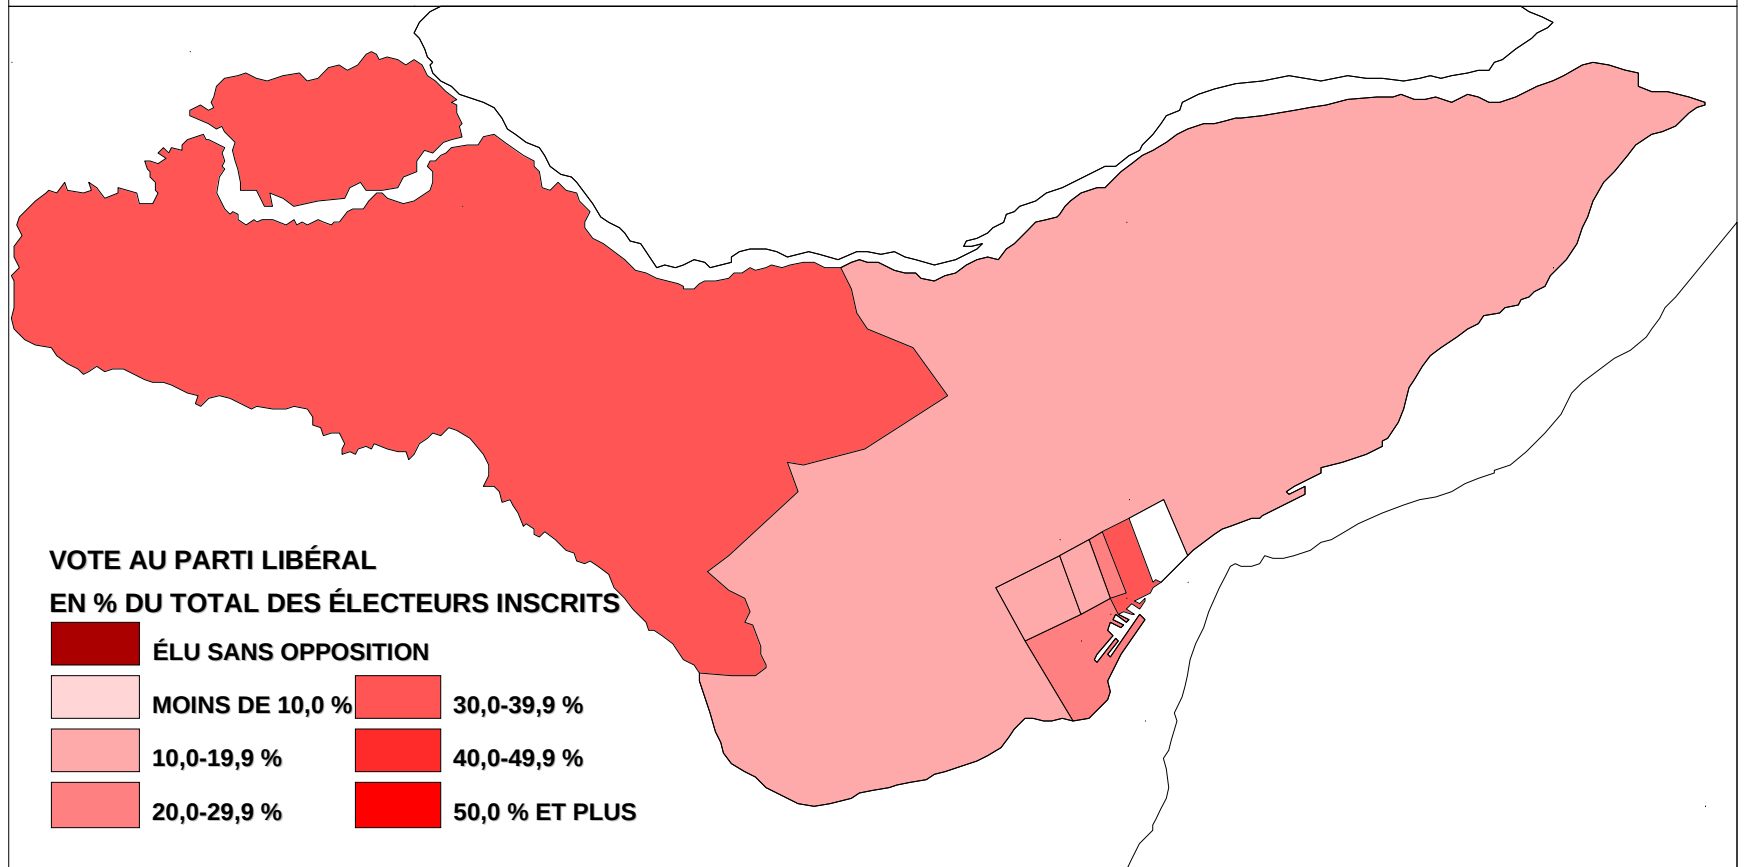 VOTE AU PARTI LIBÉRAL
EN % DU TOTAL DES ÉLECTEURS INSCRITS
ÉLU SANS OPPOSITION
MOINS DE 10,0 %
30,0-39,9 %
10,0-19,9 %
40,0-49,9 %
20,0-29,9 %
50,0 % ET PLUS